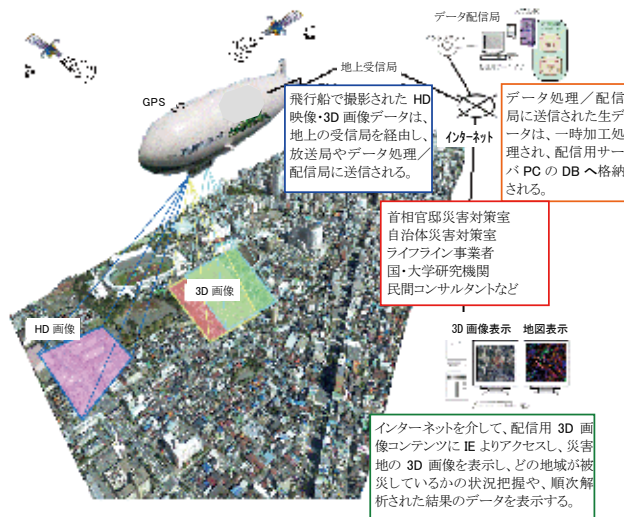 データ配信局
地上受信局
GPS
飛行船で撮影された HD
映像・3D 画像データは、
地上の受信局を経由し、
放送局やデータ処理／
配信局に送信される。
インターネット
データ処理／配信
局に送信された生デ
ータは、一時加工処
理され、配信用サー
バ PC の DB へ格納
される。
首相官邸災害対策室
自治体災害対策室
ライフライン事業者
国・大学研究機関
民間コンサルタントなど
3D 画像
HD 画像
3D 画像表示 地図表示
インターネットを介して、配信用 3D 画
像コンテンツに IE よりアクセスし、災害
地の 3D 画像を表示し、どの地域が被
災しているかの状況把握や、順次解
析された結果のデータを表示する。